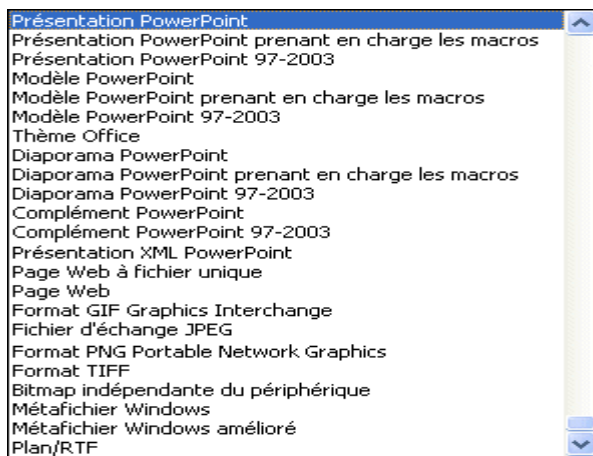 Présentation PowerPoint
Présentation PowerPoint prenant en charge les macros
Présentation PowerPoint 97-2003
Modèle PowerPoint
Modèle PowerPoint prenant en charge les macros
Modèle PowerPoint 97-2003
Thème Office
Diaporama PowerPoint
Diaporama PowerPoint prenant en charge les macros
Diaporama PowerPoint 97-2003
Complément PowerPoint
Complément PowerPoint 97-2003
Présentation XML PowerPoint
Page Web à fichier unique
Page Web
Format GIF Graphics Interchange
Fichier d'échange JPEG
Format PNG Portable Network Graphics
Format TIFF
Bitmap indépendante du périphérique
Métafichier Windows
Métafichier Windows amélioré
Plan/RTF